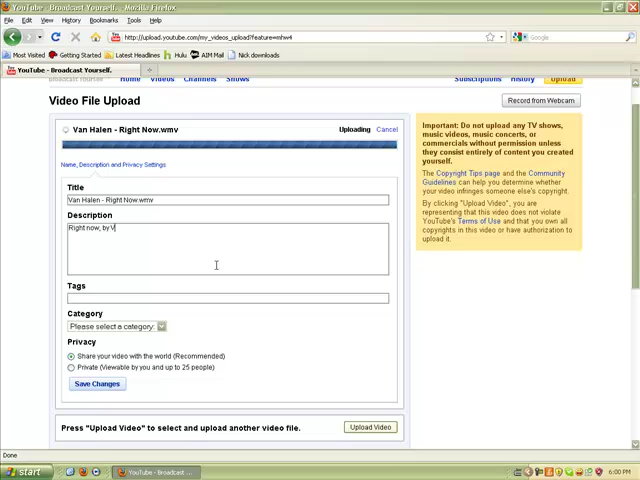 YouTube - Broadcast Yourself. - Mozilla Firefox
File Edit View History Bookmarks Tools Help
http://upload.youtube.com/my_videos_upload?feature=mhw4
Google
Most Visited Getting Started Latest Headlines Hulu AIM Mail Nick downloads
YouTube - Broadcast Yourself.
Broadcast Yourself Home Videos Channels Shows Subscriptions History Upload
Video File Upload
Record from Webcam
Van Halen - Right Now.wmv Uploading Cancel
Name, Description and Privacy Settings
Title
Van Halen - Right Now.wmv
Description
Right now, by V
Tags
Category
Please select a category:
Privacy
Share your video with the world (Recommended)
Private (Viewable by you and up to 25 people)
Save Changes
Press "Upload Video" to select and upload another video file. Upload Video
Important: Do not upload any TV shows,
music videos, music concerts, or
commercials without permission unless
they consist entirely of content you created
yourself.
The Copyright Tips page and the Community
Guidelines can help you determine whether
your video infringes someone else's copyright.
By clicking "Upload Video", you are
representing that this video does not violate
YouTube's Terms of Use and that you own all
copyrights in this video or have authorization to
upload it.
Done
start YouTube - Broadcast ... 6:00 PM